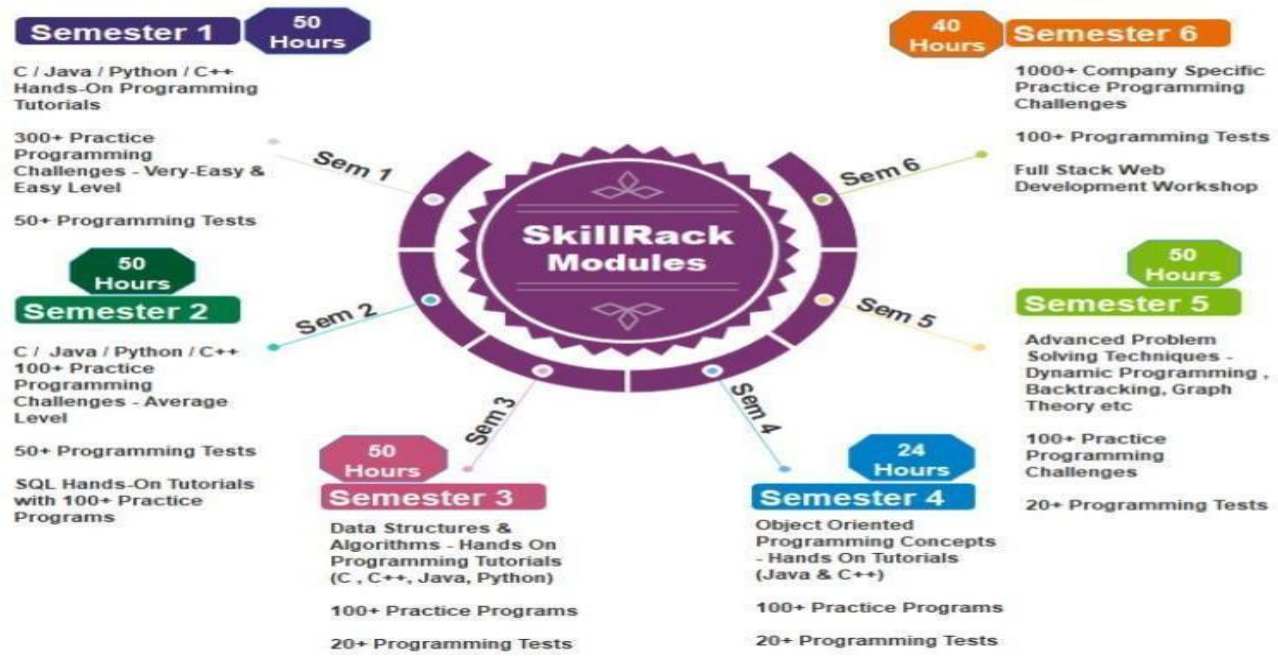 Semester 1
50
Hours
C / Java / Python / C++
Hands-On Programming
Tutorials
300+ Practice
Programming
Challenges - Very-Easy &
Easy Level
50+ Programming Tests
50
Hours
Semester 2
C / Java / Python / C++
100+ Practice
Programming
Challenges - Average
Level
50+ Programming Tests
SQL Hands-On Tutorials
with 100+ Practice
Programs
50
Hours
Semester 3
Data Structures &
Algorithms - Hands On
Programming Tutorials
(C , C++, Java, Python)
100+ Practice Programs
20+ Programming Tests
24
Hours
Semester 4
Object Oriented
Programming Concepts
- Hands On Tutorials
(Java & C++)
100+ Practice Programs
20+ Programming Tests
50
Hours
Semester 5
Advanced Problem
Solving Techniques -
Dynamic Programming ,
Backtracking, Graph
Theory etc
100+ Practice
Programming
Challenges
20+ Programming Tests
40
Hours
Semester 6
1000+ Company Specific
Practice Programming
Challenges
100+ Programming Tests
Full Stack Web
Development Workshop
SkillRack
Modules
Sem 1
Sem 2
Sem 3
Sem 4
Sem 5
Sem 6